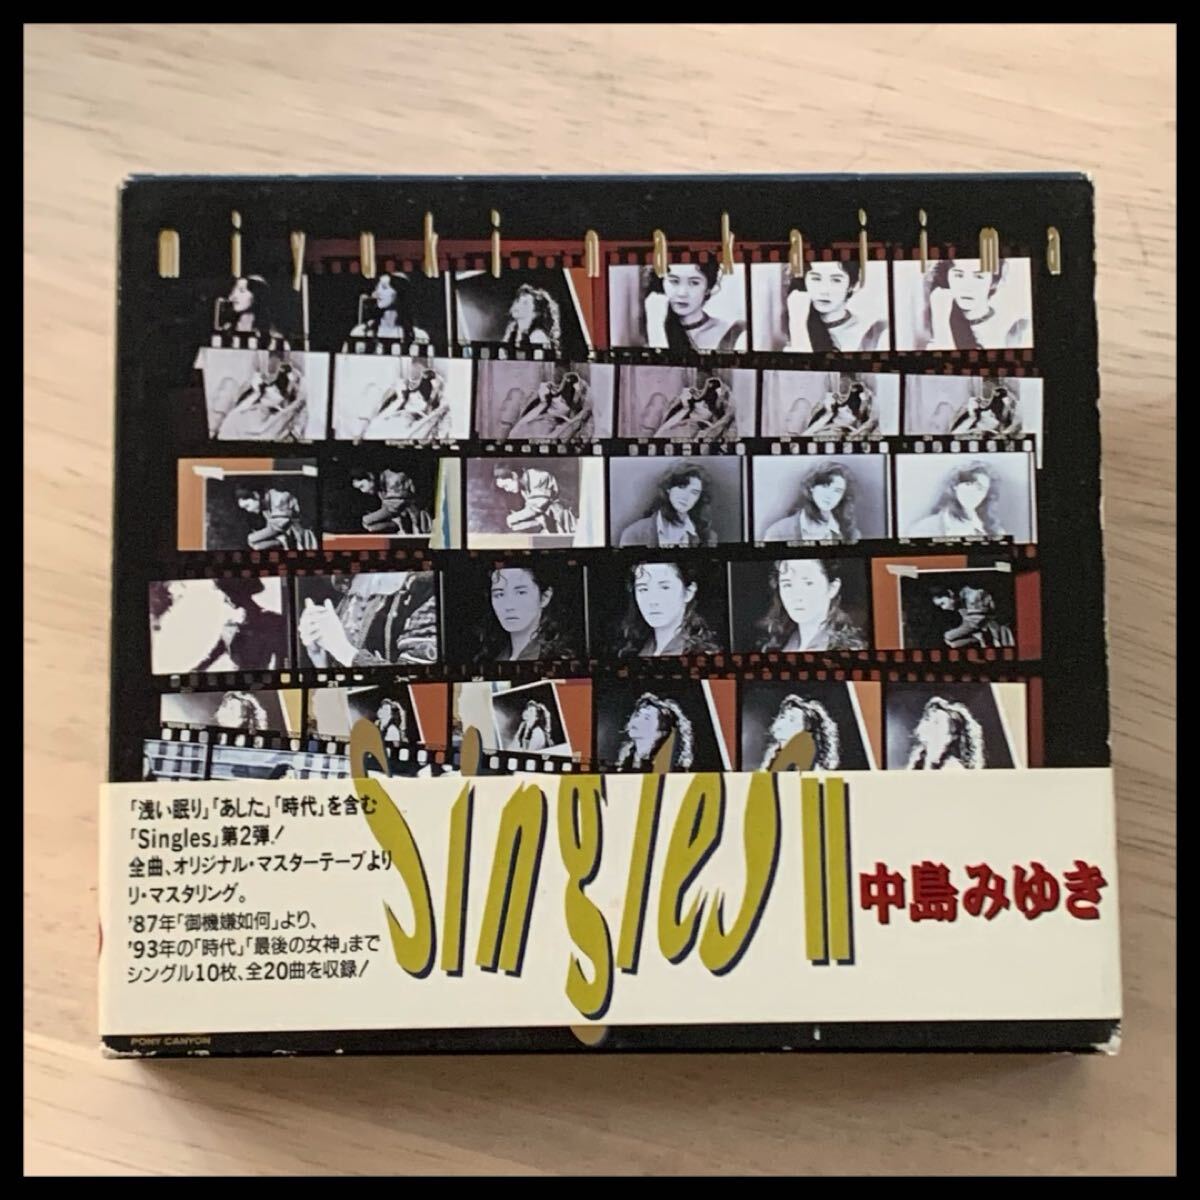 miyuki nakajima
「浅い眠り」「あした」「時代」を含む
「Singles」第2弾!
全曲、オリジナル・マスターテープより
リ・マスタリング。
'87年「御機嫌如何」より、
'93年の「時代」「最後の女神」まで
シングル10枚、全20曲を収録!
Singles II
中島みゆき
PONY CANYON